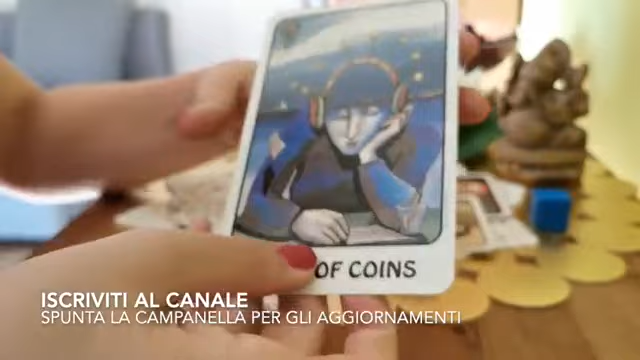 OF COINS
ISCRIVITI AL CANALE
SPUNTA LA CAMPANELLA PER GLI AGGIORNAMENTI